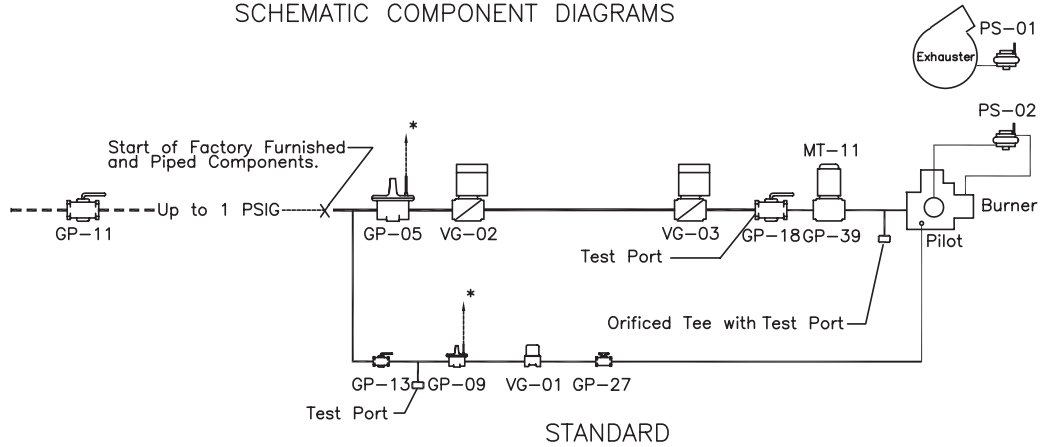 SCHEMATIC COMPONENT DIAGRAMS
PS-01
Exhauster
PS-02
*
Start of Factory Furnished
and Piped Components.
MT-11
Up to 1 PSIG
Burner
GP-11
GP-05
VG-02
VG-03
GP-18
GP-39
Pilot
Test Port
*
Orificed Tee with Test Port
GP-13
GP-09
VG-01
GP-27
Test Port
STANDARD